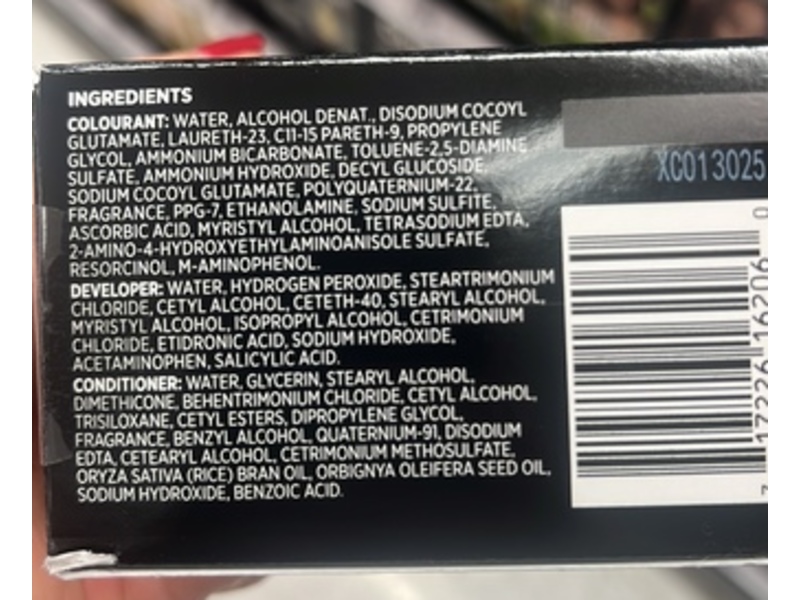 INGREDIENTS
COLOURANT: WATER, ALCOHOL DENAT., DISODIUM COCOYL
GLUTAMATE, LAURETH-23, C11-15 PARETH-9, PROPYLENE
GLYCOL, AMMONIUM BICARBONATE, TOLUENE-2,5-DIAMINE
SULFATE, AMMONIUM HYDROXIDE, DECYL GLUCOSIDE,
SODIUM COCOYL GLUTAMATE, POLYQUATERNIUM-22,
FRAGRANCE, PPG-7, ETHANOLAMINE, SODIUM SULFITE,
ASCORBIC ACID, MYRISTYL ALCOHOL, TETRASODIUM EDTA,
2-AMINO-4-HYDROXYETHYLAMINOANISOLE SULFATE,
RESORCINOL, M-AMINOPHENOL.
DEVELOPER: WATER, HYDROGEN PEROXIDE, STEARTRIMONIUM
CHLORIDE, CETYL ALCOHOL, CETETH-40, STEARYL ALCOHOL,
MYRISTYL ALCOHOL, ISOPROPYL ALCOHOL, CETRIMONIUM
CHLORIDE, ETIDRONIC ACID, SODIUM HYDROXIDE,
ACETAMINOPHEN, SALICYLIC ACID.
CONDITIONER: WATER, GLYCERIN, STEARYL ALCOHOL,
DIMETHICONE, BEHENTRIMONIUM CHLORIDE, CETYL ALCOHOL,
TRISILOXANE, CETYL ESTERS, DIPROPYLENE GLYCOL,
FRAGRANCE, BENZYL ALCOHOL, QUATERNIUM-91, DISODIUM
EDTA, CETEARYL ALCOHOL, CETRIMONIUM METHOSULFATE,
ORYZA SATIVA (RICE) BRAN OIL, ORBIGNYA OLEIFERA SEED OIL,
SODIUM HYDROXIDE, BENZOIC ACID.
XC013025
7 17226 16206 0